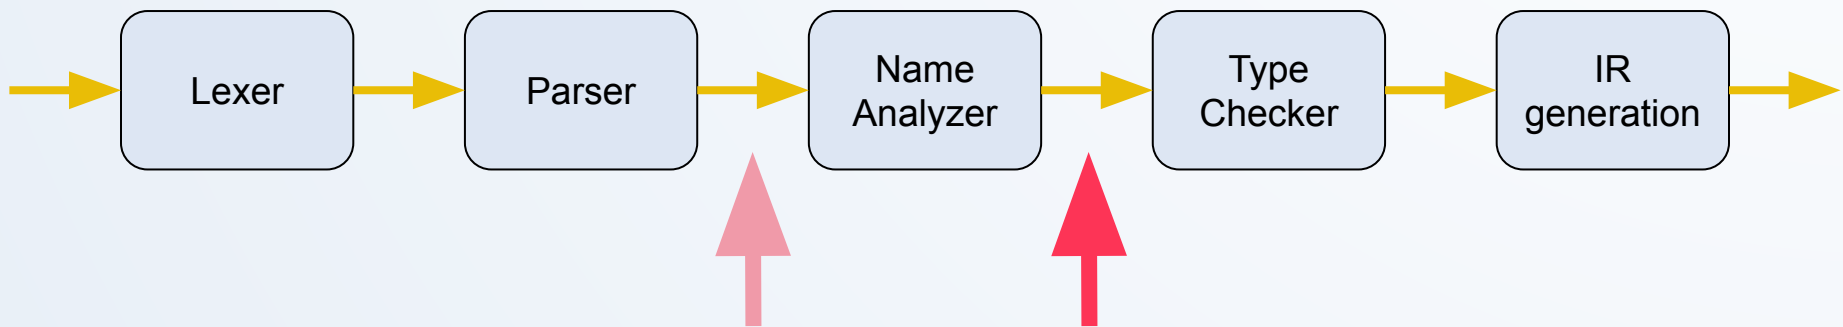 Lexer
Parser
Name
Analyzer
Type
Checker
IR
generation